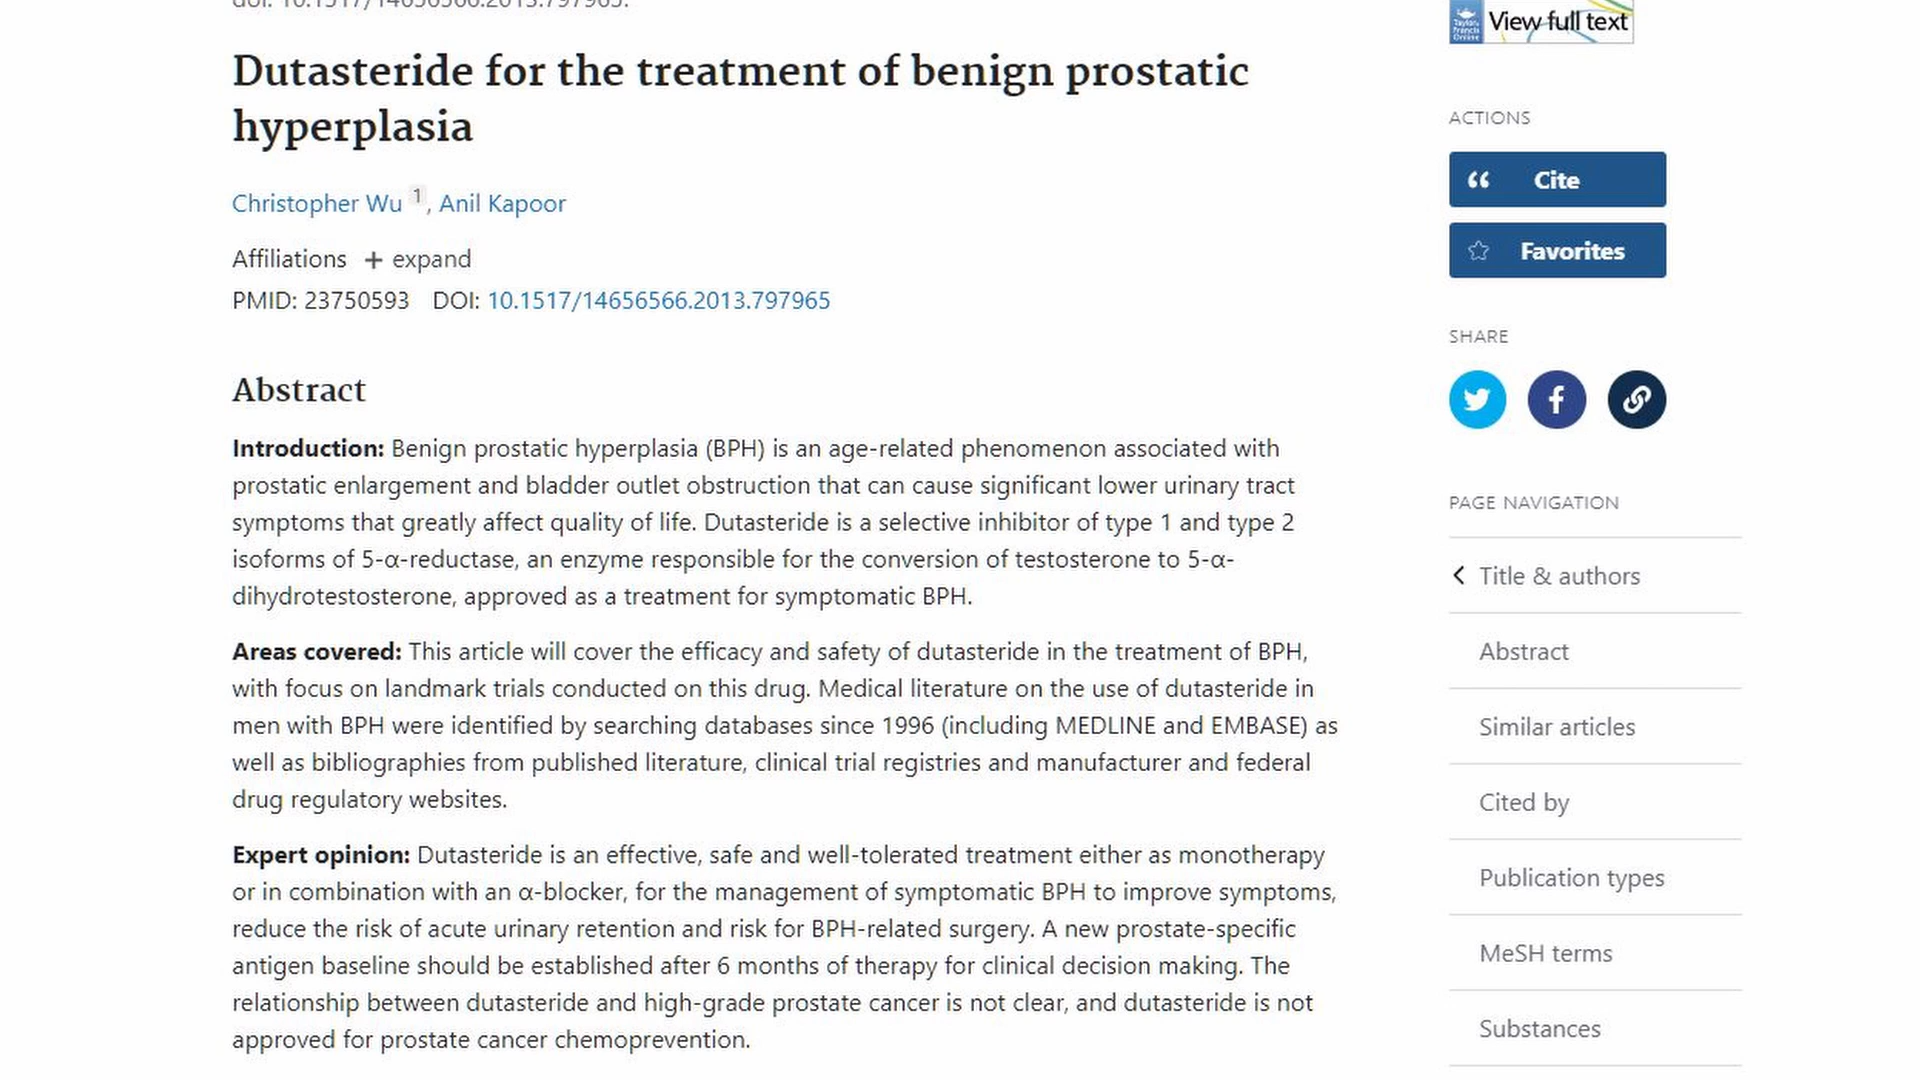 doi: 10.1517/14656566.2013.797965.
Dutasteride for the treatment of benign prostatic
hyperplasia
Christopher Wu 1, Anil Kapoor
Affiliations + expand
PMID: 23750593 DOI: 10.1517/14656566.2013.797965
Abstract
Introduction: Benign prostatic hyperplasia (BPH) is an age-related phenomenon associated with
prostatic enlargement and bladder outlet obstruction that can cause significant lower urinary tract
symptoms that greatly affect quality of life. Dutasteride is a selective inhibitor of type 1 and type 2
isoforms of 5-α-reductase, an enzyme responsible for the conversion of testosterone to 5-α-
dihydrotestosterone, approved as a treatment for symptomatic BPH.
Areas covered: This article will cover the efficacy and safety of dutasteride in the treatment of BPH,
with focus on landmark trials conducted on this drug. Medical literature on the use of dutasteride in
men with BPH were identified by searching databases since 1996 (including MEDLINE and EMBASE) as
well as bibliographies from published literature, clinical trial registries and manufacturer and federal
drug regulatory websites.
Expert opinion: Dutasteride is an effective, safe and well-tolerated treatment either as monotherapy
or in combination with an α-blocker, for the management of symptomatic BPH to improve symptoms,
reduce the risk of acute urinary retention and risk for BPH-related surgery. A new prostate-specific
antigen baseline should be established after 6 months of therapy for clinical decision making. The
relationship between dutasteride and high-grade prostate cancer is not clear, and dutasteride is not
approved for prostate cancer chemoprevention.
Taylor & Francis Online
View full text
ACTIONS
Cite
Favorites
SHARE
PAGE NAVIGATION
Title & authors
Abstract
Similar articles
Cited by
Publication types
MeSH terms
Substances